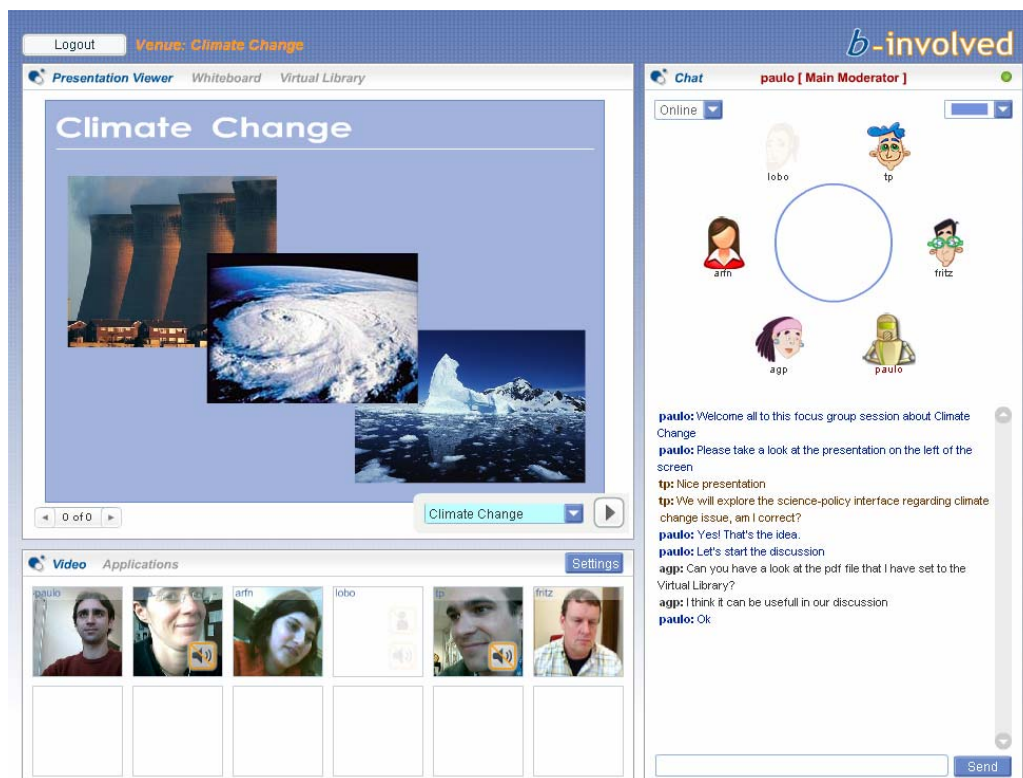 Logout
Venue: Climate Change
b-involved
Presentation Viewer Whiteboard Virtual Library
Climate Change
0 of 0
Climate Change
Video Applications
Settings
paulo
arfn
lobo
tp
fritz
Chat
paulo [ Main Moderator ]
Online
lobo
tp
arfn
fritz
agp
paulo
paulo: Welcome all to this focus group session about Climate
Change
paulo: Please take a look at the presentation on the left of the
screen
tp: Nice presentation
tp: We will explore the science-policy interface regarding climate
change issue, am I correct?
paulo: Yes! That's the idea.
paulo: Let's start the discussion
agp: Can you have a look at the pdf file that I have set to the
Virtual Library?
agp: I think it can be usefull in our discussion
paulo: Ok
Send